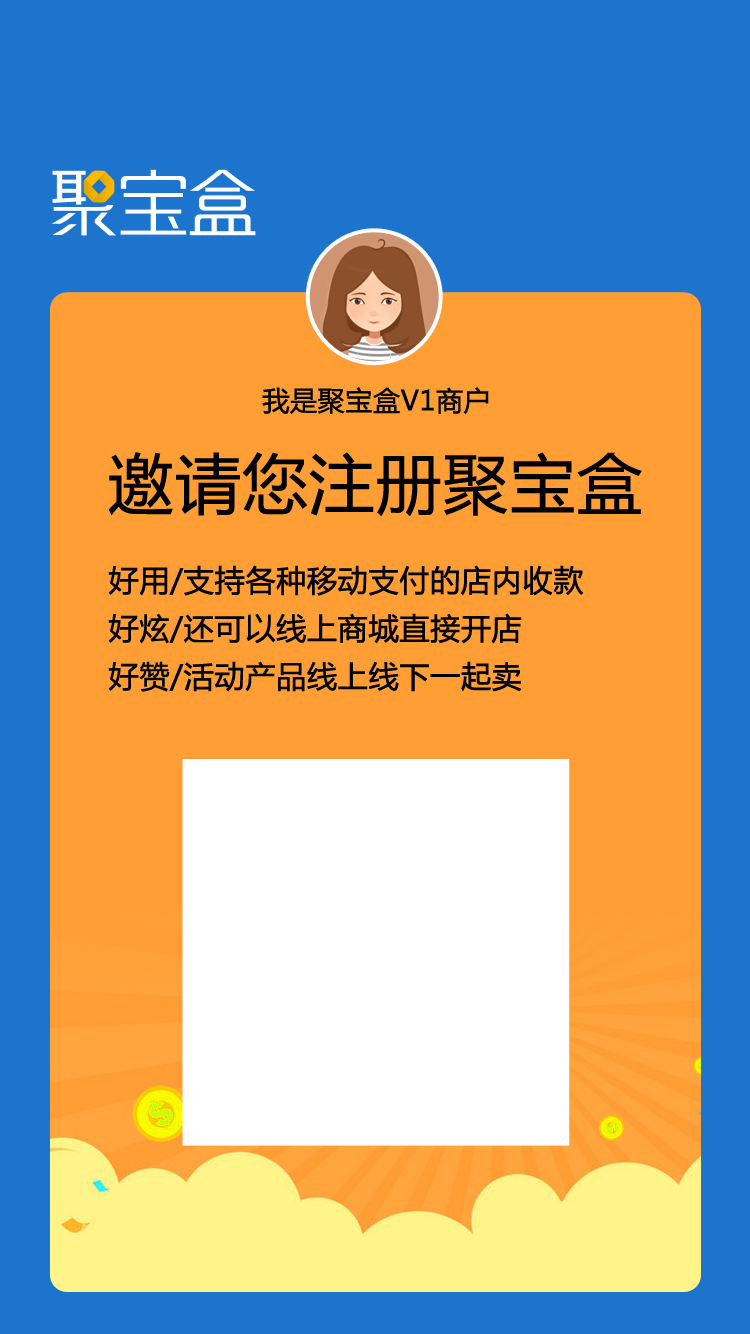 聚宝盒
我是聚宝盒V1商户
邀请您注册聚宝盒
好用/支持各种移动支付的店内收款
好炫/还可以线上商城直接开店
好赞/活动产品线上线下一起卖